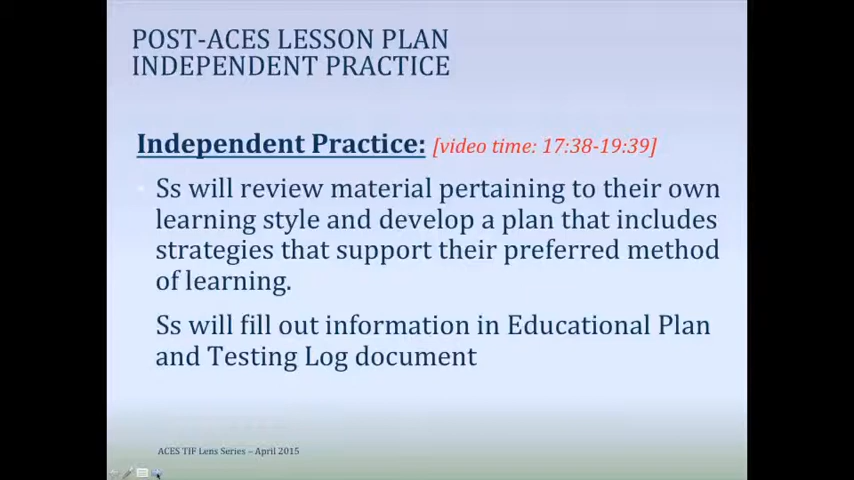 POST-ACES LESSON PLAN
INDEPENDENT PRACTICE
Independent Practice: [video time: 17:38-19:39]
Ss will review material pertaining to their own
learning style and develop a plan that includes
strategies that support their preferred method
of learning.
Ss will fill out information in Educational Plan
and Testing Log document
ACES TIF Lens Series – April 2015